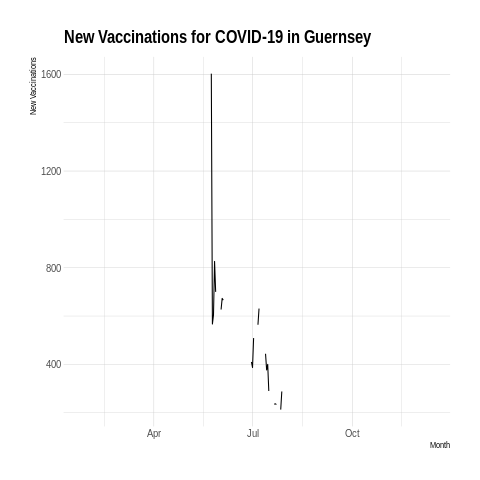 New Vaccinations for COVID-19 in Guernsey
New Vaccinations
1600
1200
800
400
Apr Jul Oct
Month